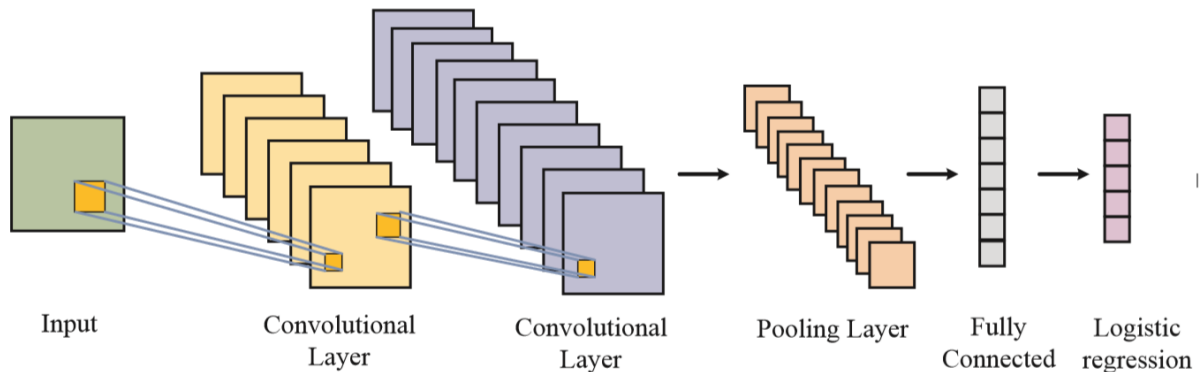 Input
Convolutional
Layer
Convolutional
Layer
Pooling Layer
Fully
Connected
Logistic
regression